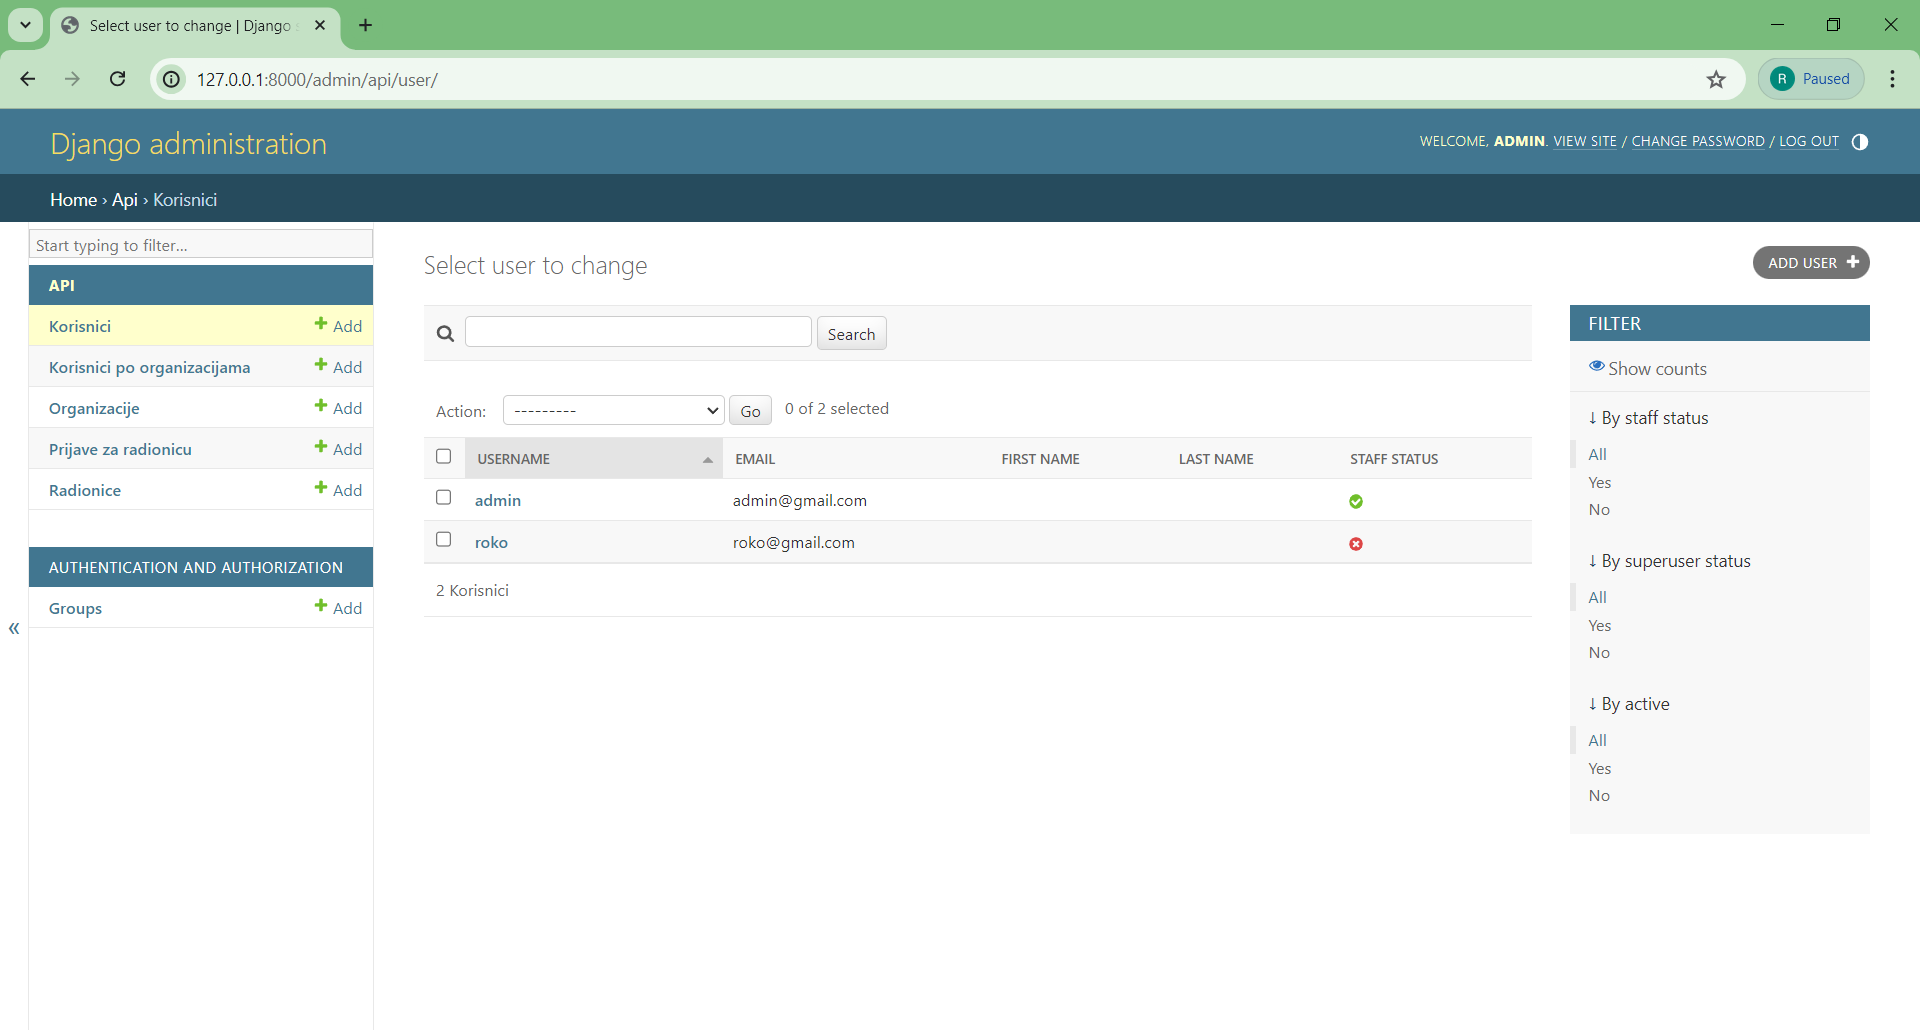 Select user to change | Django s
127.0.0.1:8000/admin/api/user/
R Paused
Django administration
WELCOME, ADMIN. VIEW SITE / CHANGE PASSWORD / LOG OUT
Home › Api › Korisnici
Start typing to filter...
API
Korisnici Add
Korisnici po organizacijama Add
Organizacije Add
Prijave za radionicu Add
Radionice Add
AUTHENTICATION AND AUTHORIZATION
Groups Add
«
Select user to change
ADD USER
Search
Action: --------- Go 0 of 2 selected
USERNAME EMAIL FIRST NAME LAST NAME STAFF STATUS
admin admin@gmail.com
roko roko@gmail.com
2 Korisnici
FILTER
Show counts
↓ By staff status
All
Yes
No
↓ By superuser status
All
Yes
No
↓ By active
All
Yes
No